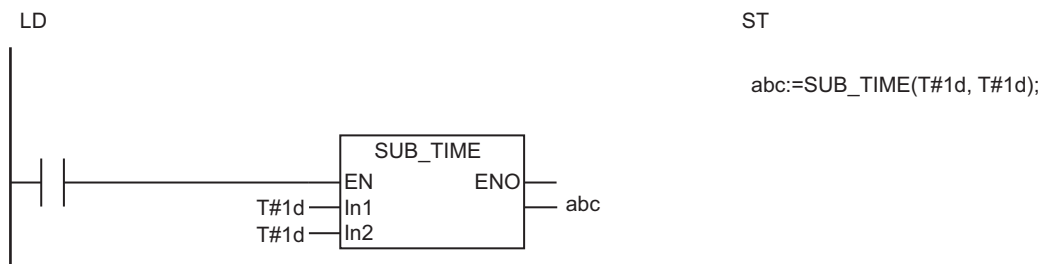 LD
ST
abc:=SUB_TIME(T#1d, T#1d);
SUB_TIME
EN ENO
T#1d In1 abc
T#1d In2